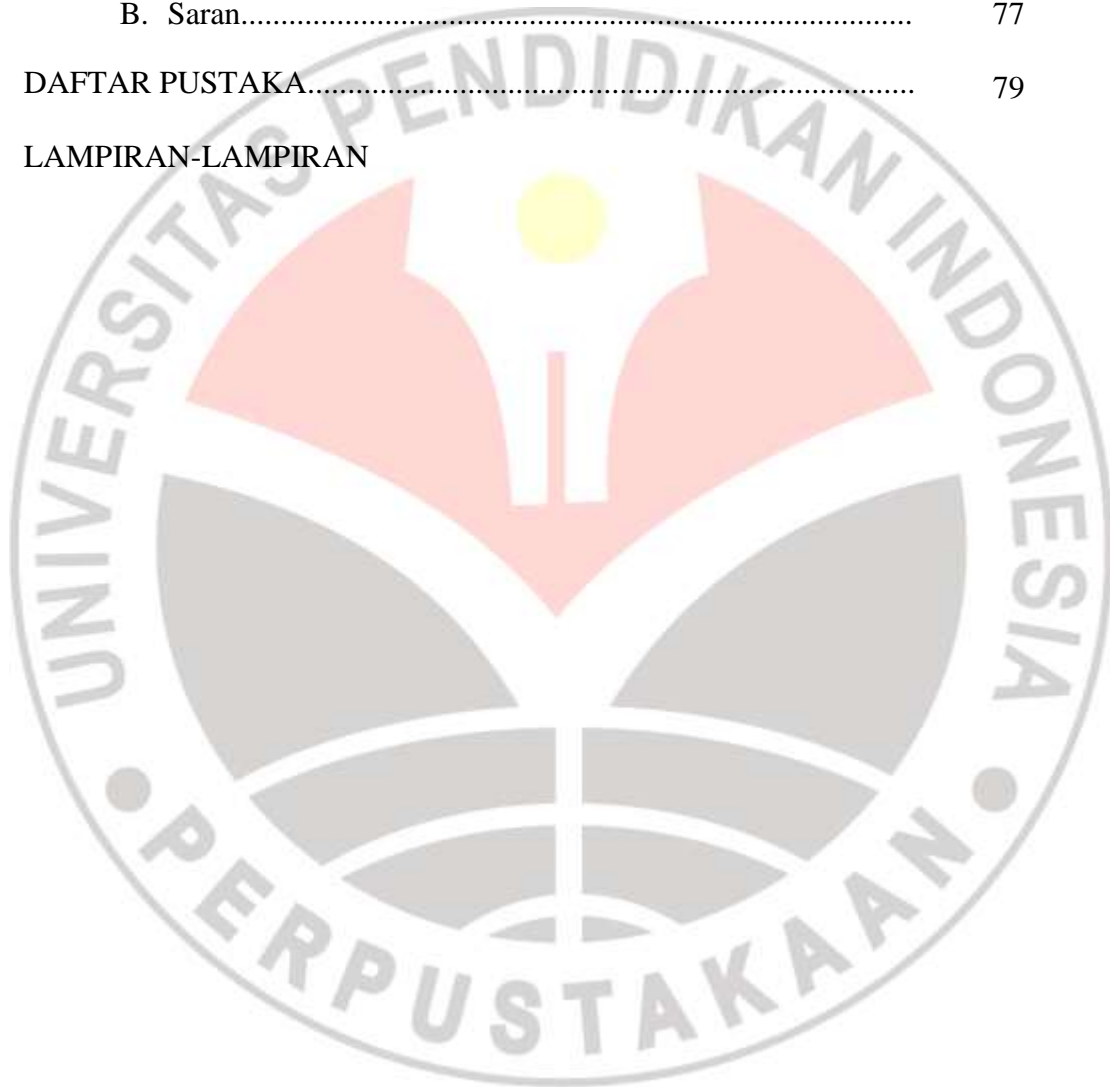 B. Saran........................................................................................ 77
DAFTAR PUSTAKA................................................................................ 79
LAMPIRAN-LAMPIRAN
UNIVERSITAS PENDIDIKAN INDONESIA
• PERPUSTAKAAN •